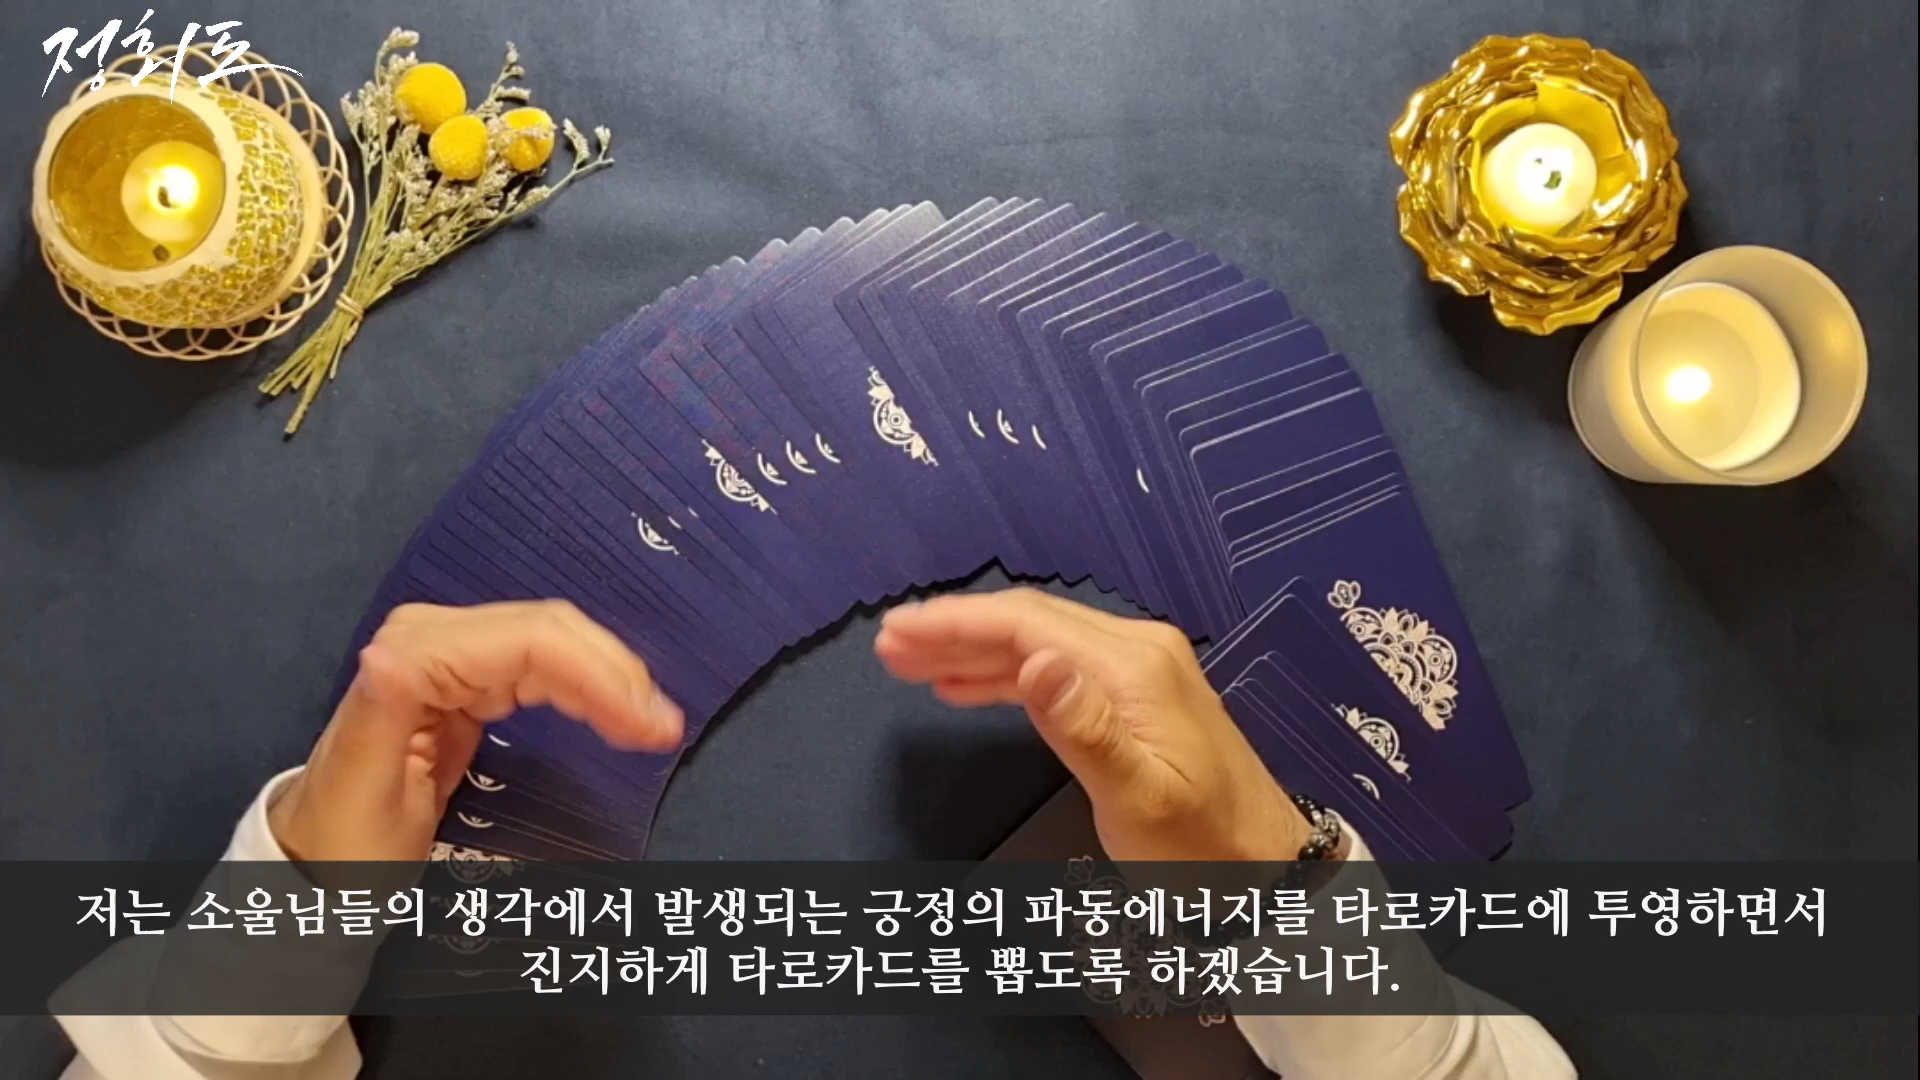 정회도
저는 소울님들의 생각에서 발생되는 긍정의 파동에너지를 타로카드에 투영하면서
진지하게 타로카드를 뽑도록 하겠습니다.